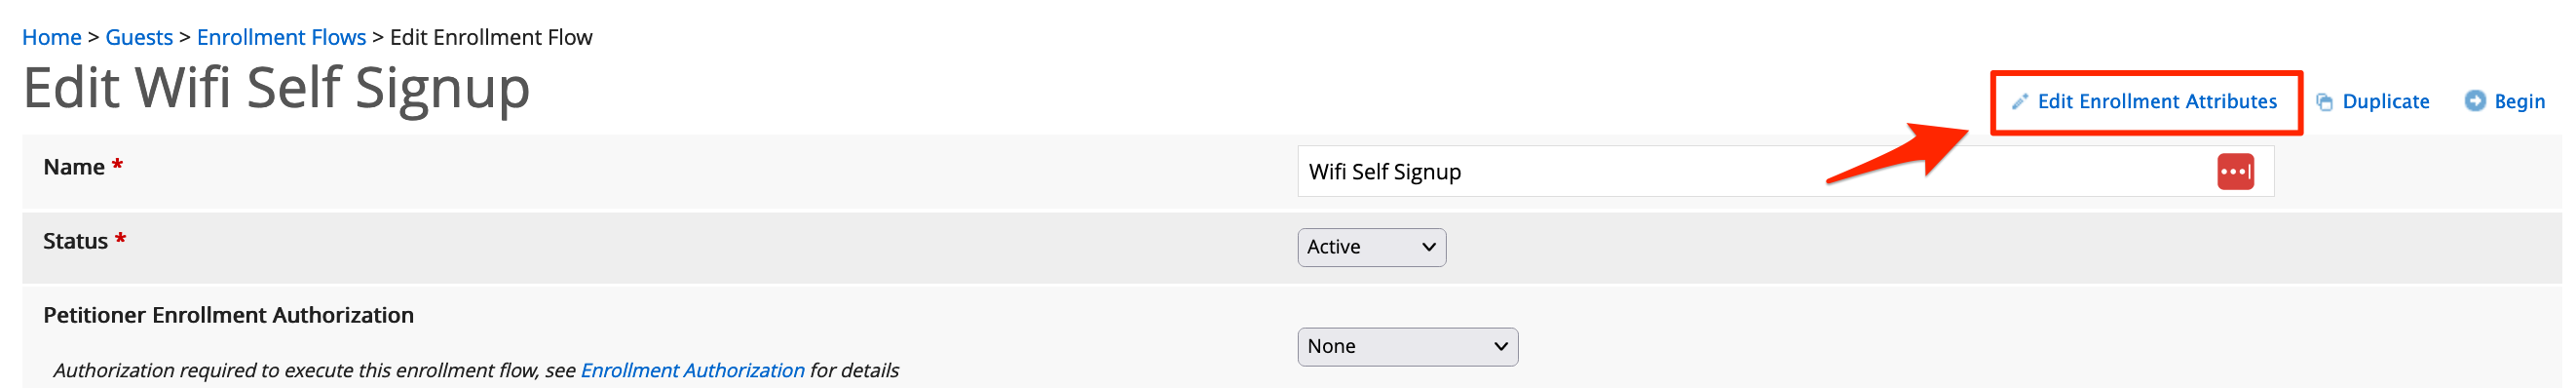 Home > Guests > Enrollment Flows > Edit Enrollment Flow
Edit Wifi Self Signup
Edit Enrollment Attributes Duplicate Begin
Name * Wifi Self Signup
Status * Active
Petitioner Enrollment Authorization
None
Authorization required to execute this enrollment flow, see Enrollment Authorization for details